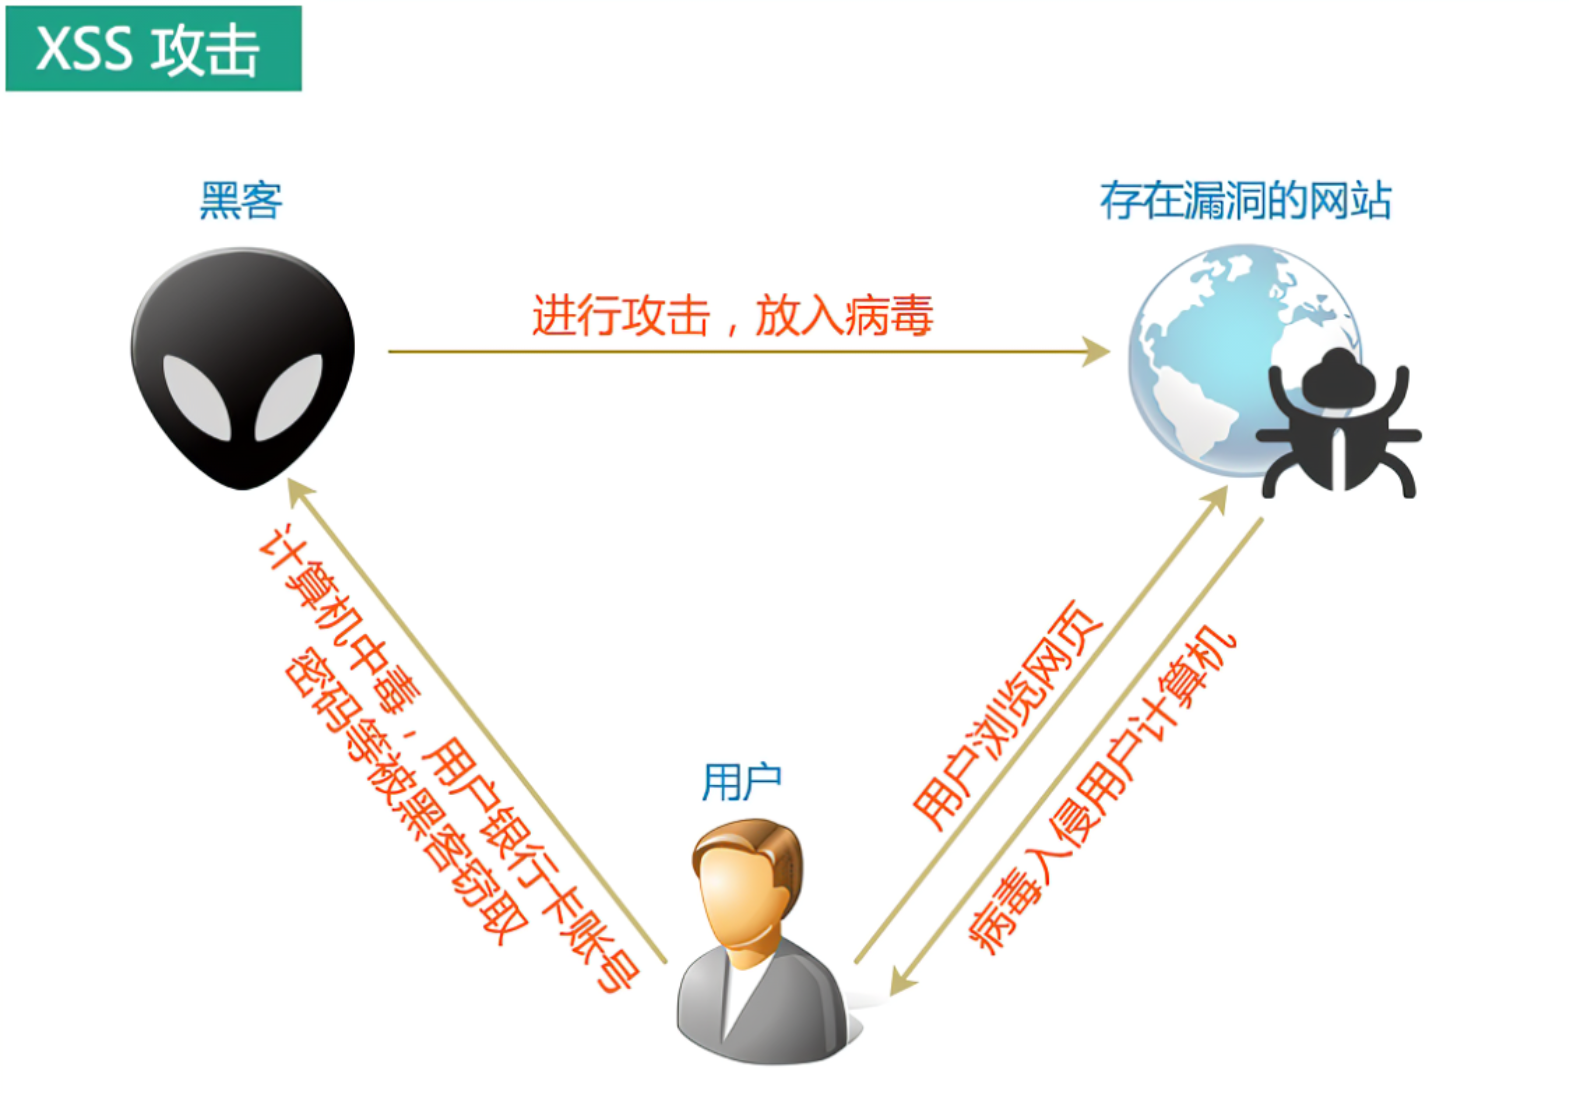 XSS 攻击
黑客
存在漏洞的网站
进行攻击，放入病毒
计算机中毒，用户银行卡账号
密码等被黑客窃取
用户浏览网页
病毒入侵用户计算机
用户